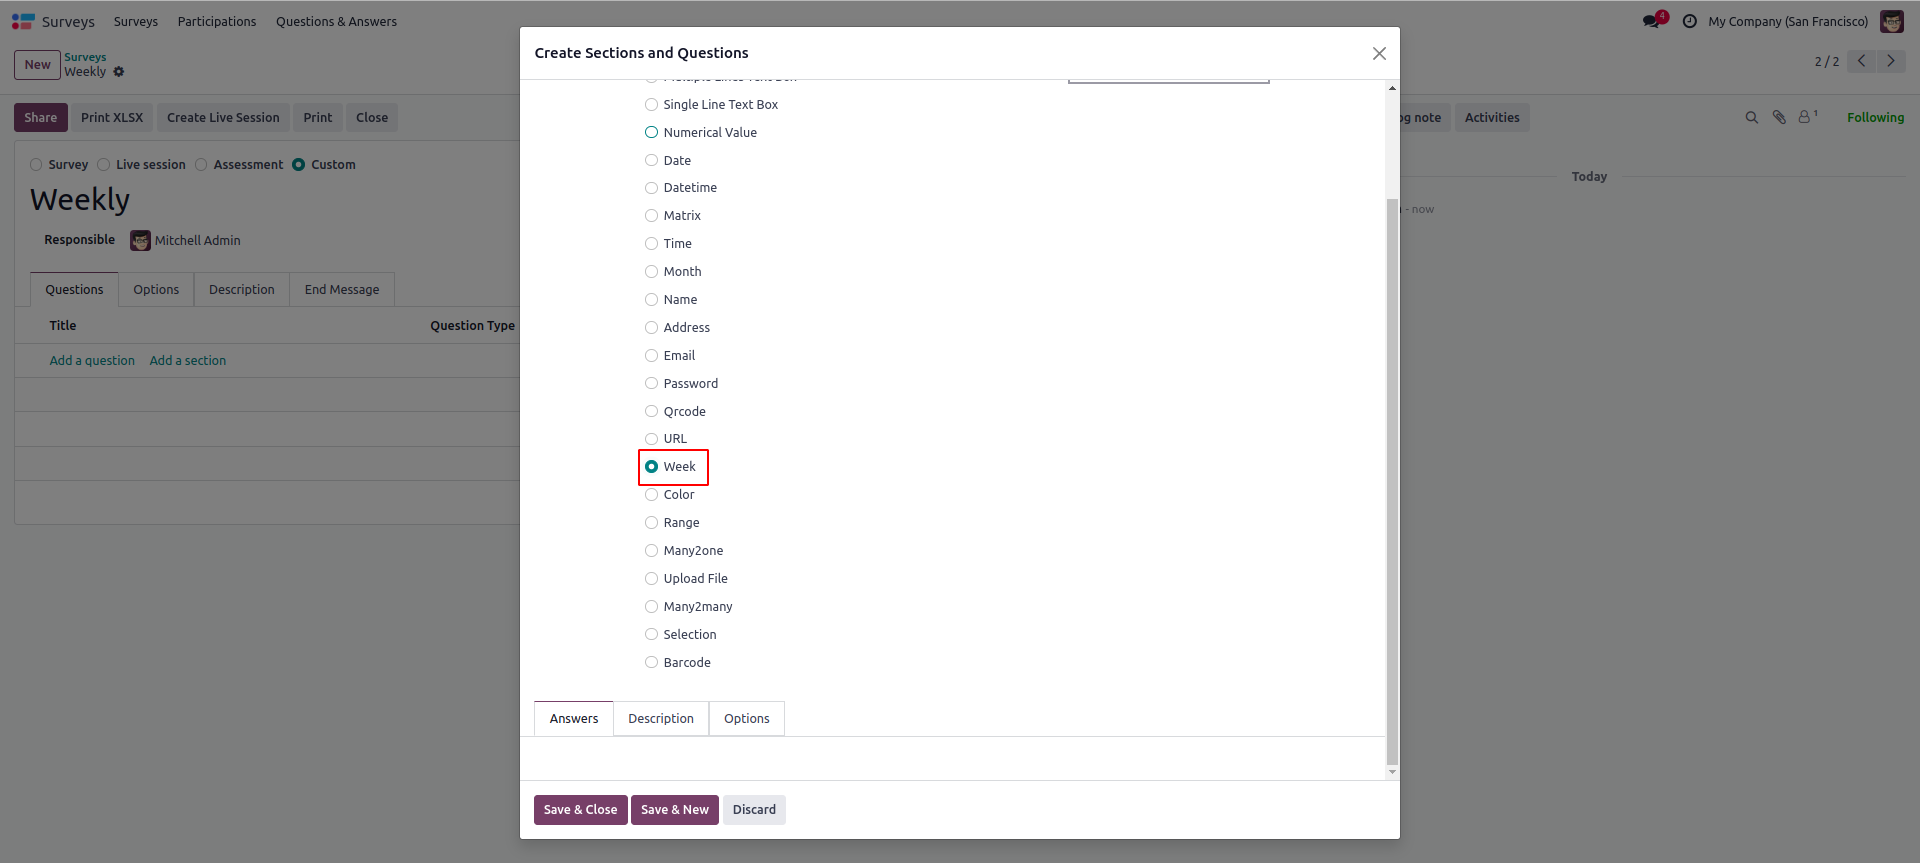 Surveys Surveys Participations Questions & Answers 4 My Company (San Francisco)
Create Sections and Questions
New Surveys
Weekly 2 / 2
Share Print XLSX Create Live Session Print Close note Activities 1 Following
Survey Live session Assessment Custom
Weekly
Responsible Mitchell Admin
Questions Options Description End Message
Title Question Type
Add a question Add a section
Single Line Text Box
Numerical Value
Date
Datetime
Matrix
Time
Month
Name
Address
Email
Password
Qrcode
URL
Week
Color
Range
Many2one
Upload File
Many2many
Selection
Barcode
Answers Description Options
Save & Close Save & New Discard
Today
- now